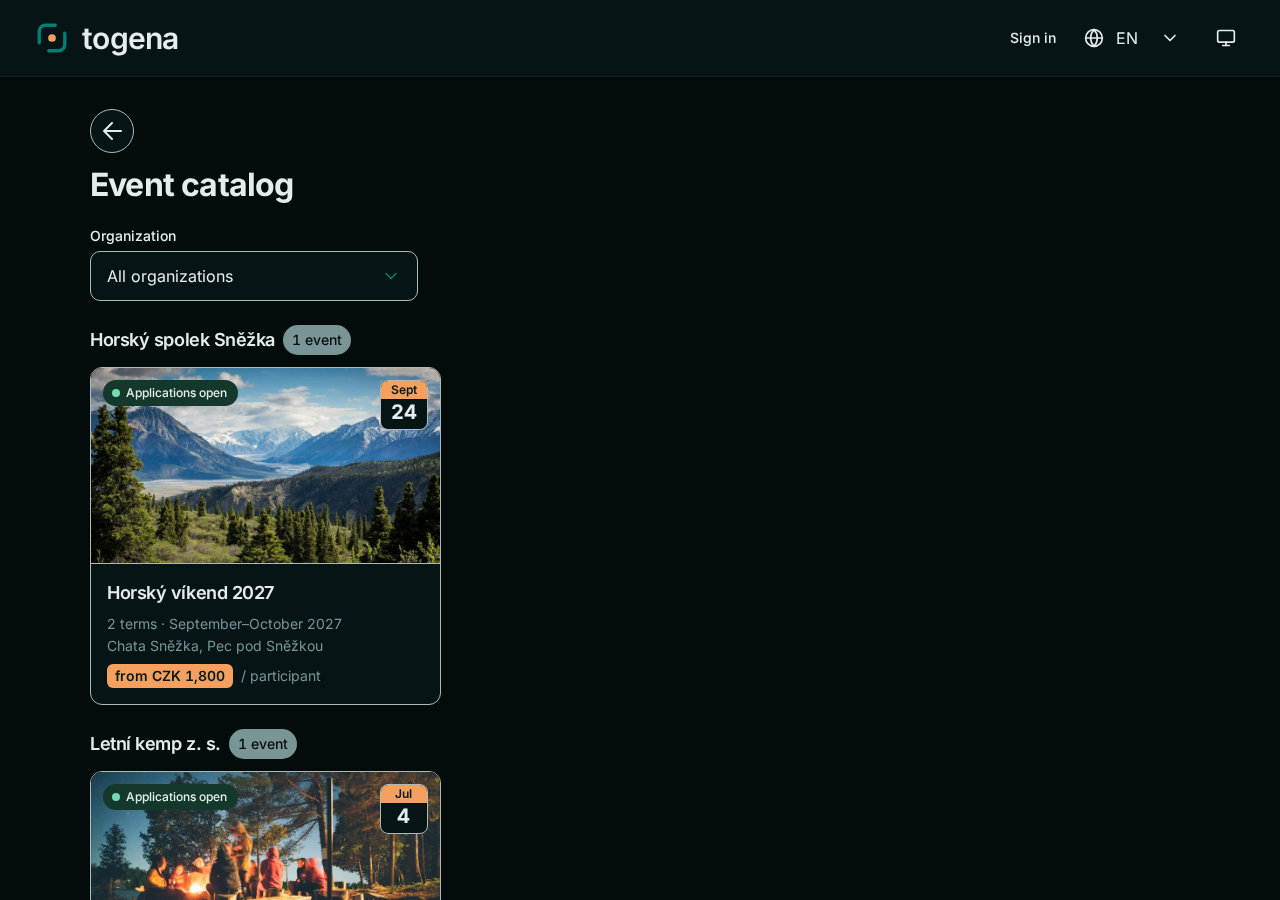 togena
Sign in
EN
Event catalog
Organization
All organizations
Horský spolek Sněžka
1 event
Applications open
Sept
24
Horský víkend 2027
2 terms · September–October 2027
Chata Sněžka, Pec pod Sněžkou
from CZK 1,800 / participant
Letní kemp z. s.
1 event
Applications open
Jul
4